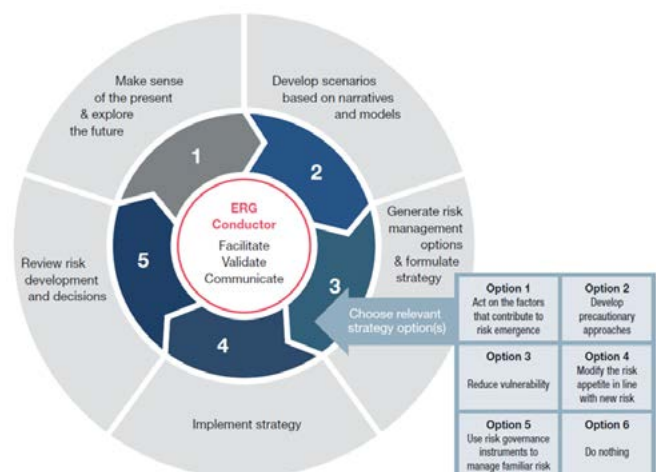 Make sense
of the present
& explore
the future
1
Develop scenarios
based on narratives
and models
2
Generate risk
management
options
& formulate
strategy
3
Implement strategy
4
Review risk
development
and decisions
5
ERG
Conductor
Facilitate
Validate
Communicate
Choose relevant
strategy option(s)
Option 1
Act on the factors
that contribute to
risk emergence
Option 2
Develop
precautionary
approaches
Option 3
Reduce vulnerability
Option 4
Modify the risk
appetite in line
with new risk
Option 5
Use risk governance
instruments to
manage familiar risk
Option 6
Do nothing